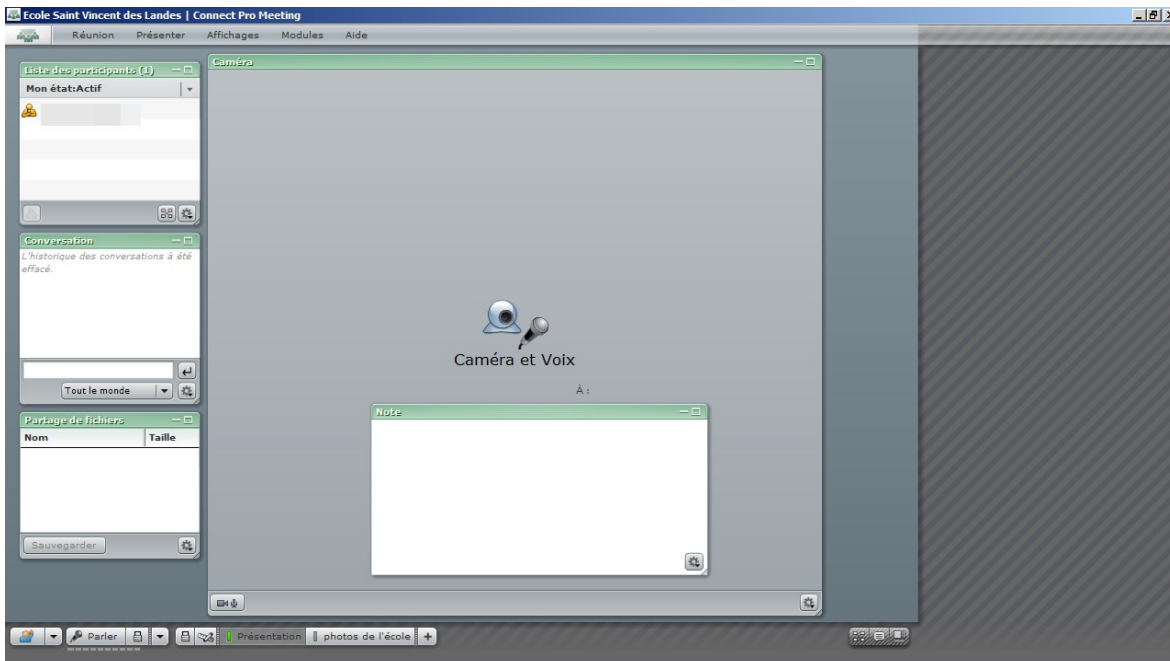 Ecole Saint Vincent des Landes | Connect Pro Meeting
Réunion Présenter Affichages Modules Aide
Liste des participants (1)
Mon état:Actif
Conversation
L'historique des conversations à été
effacé.
Tout le monde
Partage de fichiers
Nom Taille
Sauvegarder
Caméra
Caméra et Voix
À :
Note
Parler Présentation photos de l'école +